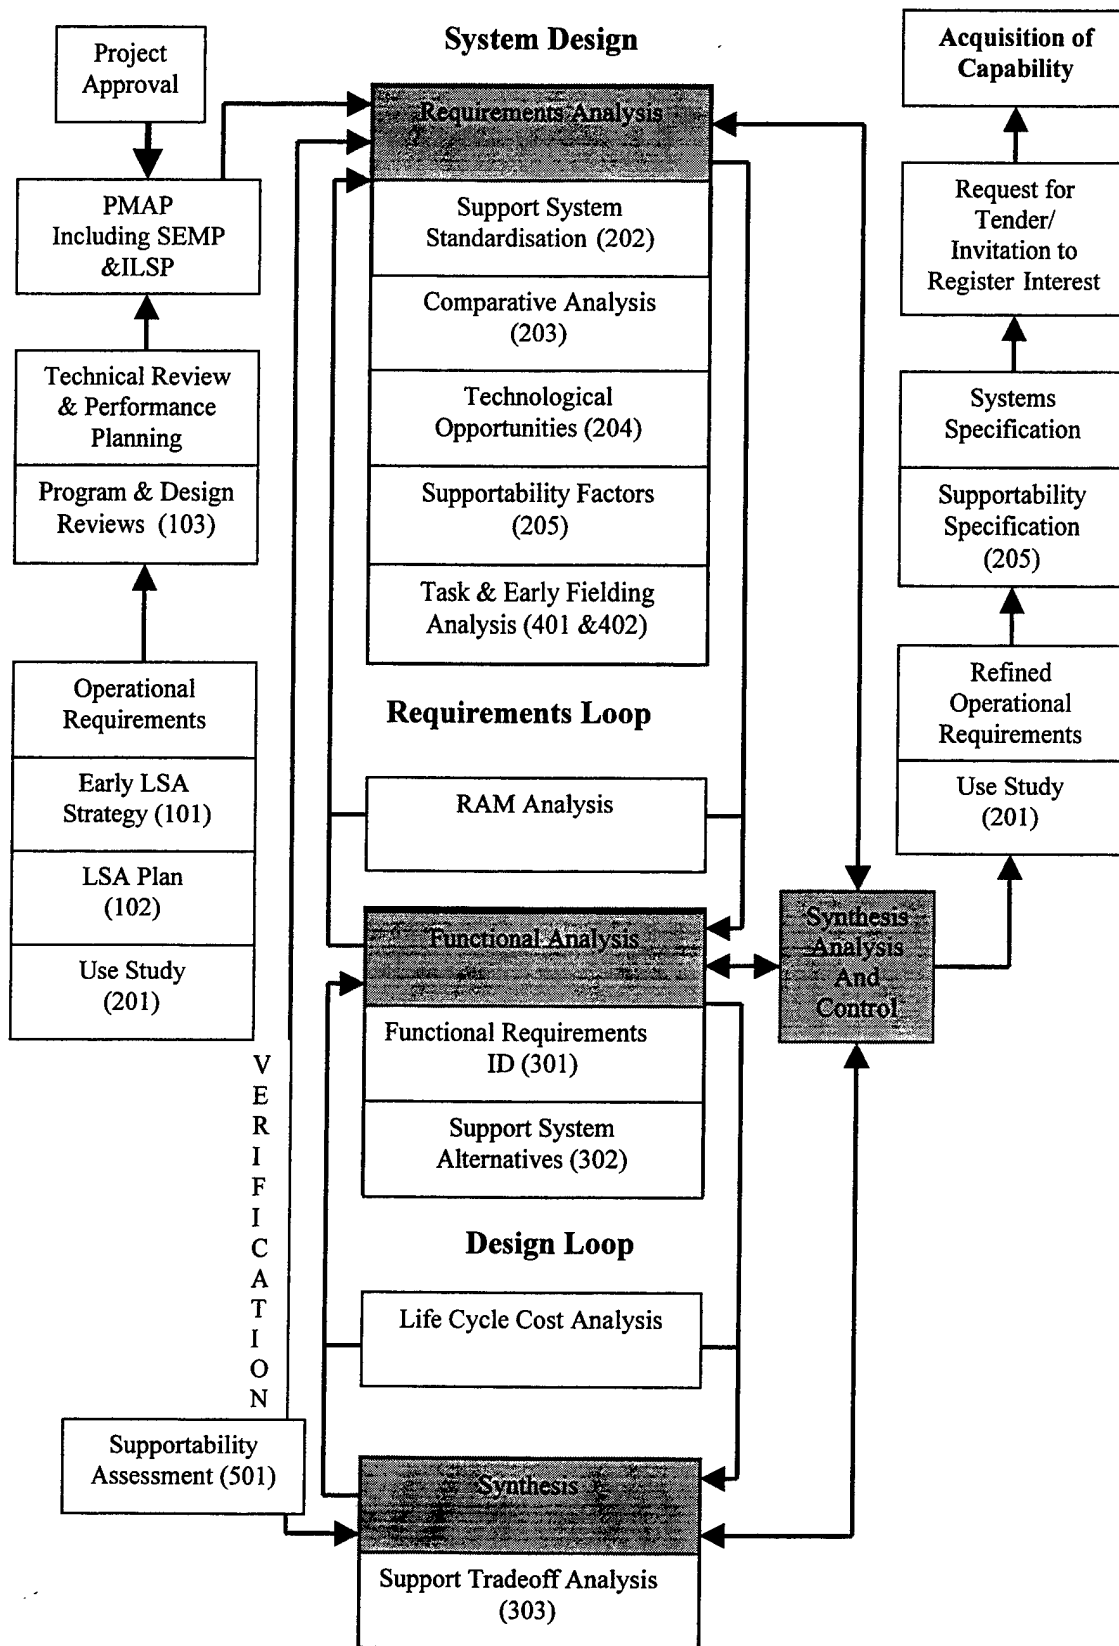 Project
Approval
PMAP
Including SEMP
&ILSP
Technical Review
& Performance
Planning
Program & Design
Reviews (103)
Operational
Requirements
Early LSA
Strategy (101)
LSA Plan
(102)
Use Study
(201)
V
E
R
I
F
I
C
A
T
I
O
N
Supportability
Assessment (501)
System Design
Requirements Analysis
Support System
Standardisation (202)
Comparative Analysis
(203)
Technological
Opportunities (204)
Supportability Factors
(205)
Task & Early Fielding
Analysis (401 &402)
Requirements Loop
RAM Analysis
Functional Analysis
Functional Requirements
ID (301)
Support System
Alternatives (302)
Design Loop
Life Cycle Cost Analysis
Synthesis
Support Tradeoff Analysis
(303)
Synthesis
Analysis
And
Control
Acquisition of
Capability
Request for
Tender/
Invitation to
Register Interest
Systems
Specification
Supportability
Specification
(205)
Refined
Operational
Requirements
Use Study
(201)